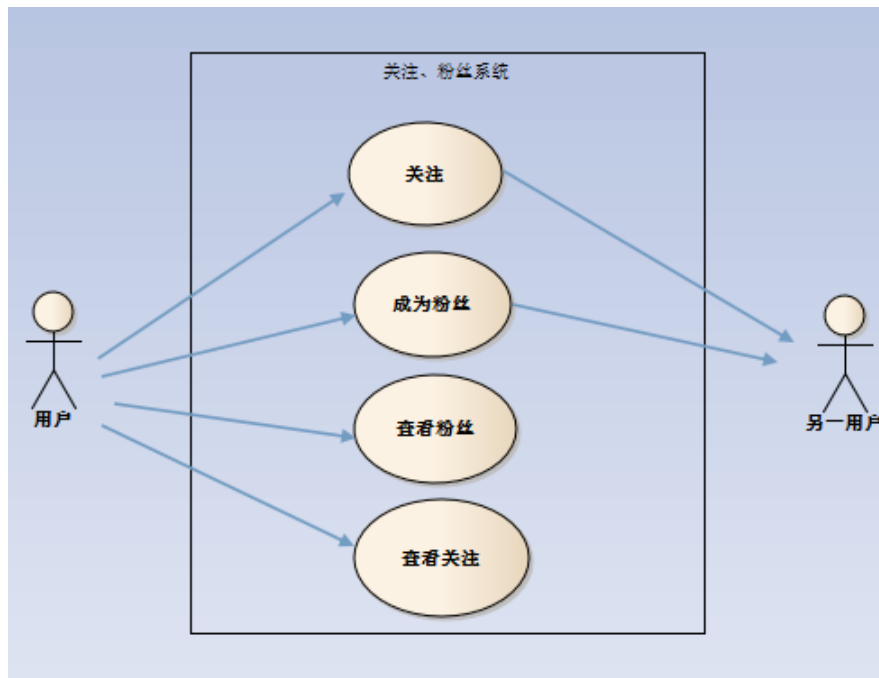 关注、粉丝系统
关注
成为粉丝
查看粉丝
查看关注
用户
另一用户